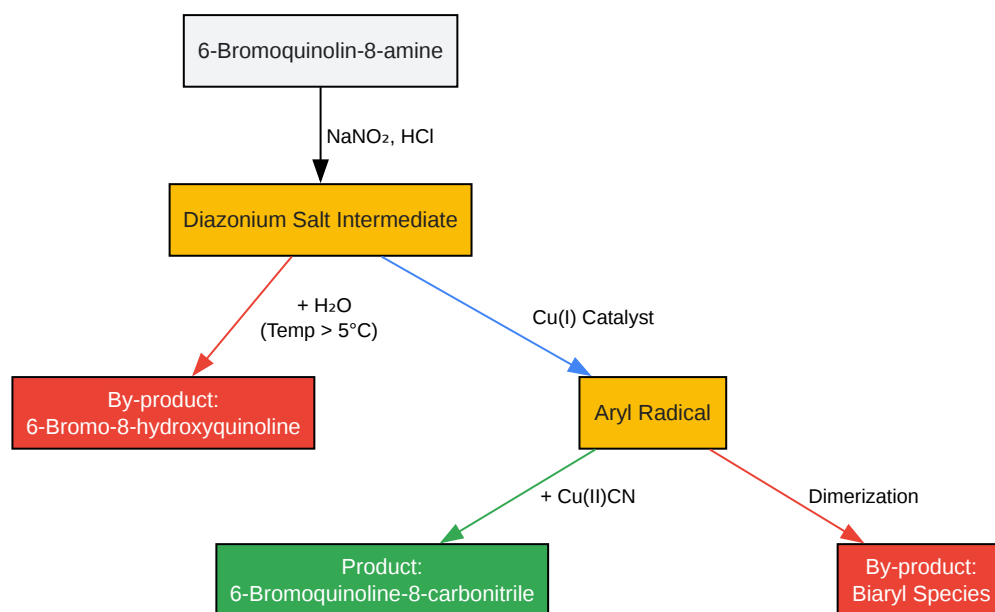 6-Bromoquinolin-8-amine
NaNO₂, HCl
Diazonium Salt Intermediate
+ H₂O
(Temp > 5°C)
Cu(I) Catalyst
By-product:
6-Bromo-8-hydroxyquinoline
Aryl Radical
+ Cu(II)CN
Dimerization
Product:
6-Bromoquinoline-8-carbonitrile
By-product:
Biaryl Species